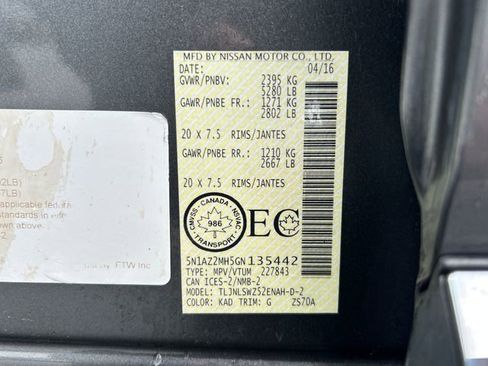 MFD BY NISSAN MOTOR CO., LTD.
DATE: 04/16
GVWR/PNBV: 2395 KG
5280 LB
GAWR/PNBE FR.: 1271 KG
2802 LB
20 X 7.5 RIMS/JANTES
GAWR/PNBE RR.: 1210 KG
2667 LB
20 X 7.5 RIMS/JANTES
CMVSS - CANADA - NSVAC
986
TRANSPORT
EC
5N1AZ2MH5GN135442
TYPE: MPV/VTUM 227843
CAN ICES-2/NMB-2
MODEL: TLJNLSWZ52ENAH-D-2
COLOR: KAD TRIM: G ZS70A
2LB)
7LB)
applicable federal
standards in
own above.
by FTW Inc